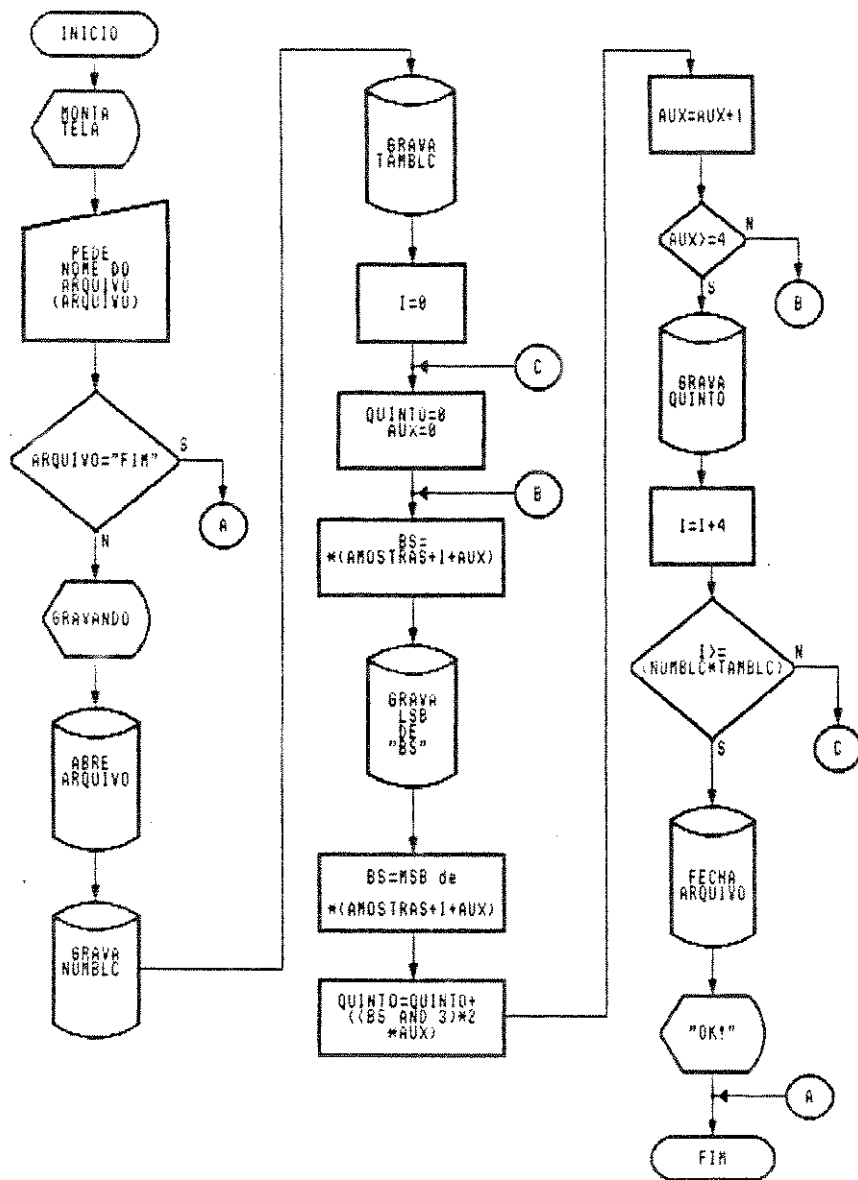 INICIO
MONTA
TELA
PEDE
NOME DO
ARQUIVO
(ARQUIVO)
ARQUIVO="FIM"
S
A
N
GRAVANDO
ABRE
ARQUIVO
GRAVA
NUMBLC
GRAVA
TAMBLC
I=0
C
QUINTO=0
AUX=0
B
BS=
*(AMOSTRAS+I+AUX)
GRAVA
LSB
DE
"BS"
BS=MSB de
*(AMOSTRAS+I+AUX)
QUINTO=QUINTO+
((BS AND 3)*2
*AUX)
AUX=AUX+1
AUX>=4
N
S
B
GRAVA
QUINTO
I=I+4
I>=
(NUMBLC*TAMBLC)
N
S
C
FECHA
ARQUIVO
"OK!"
A
FIM